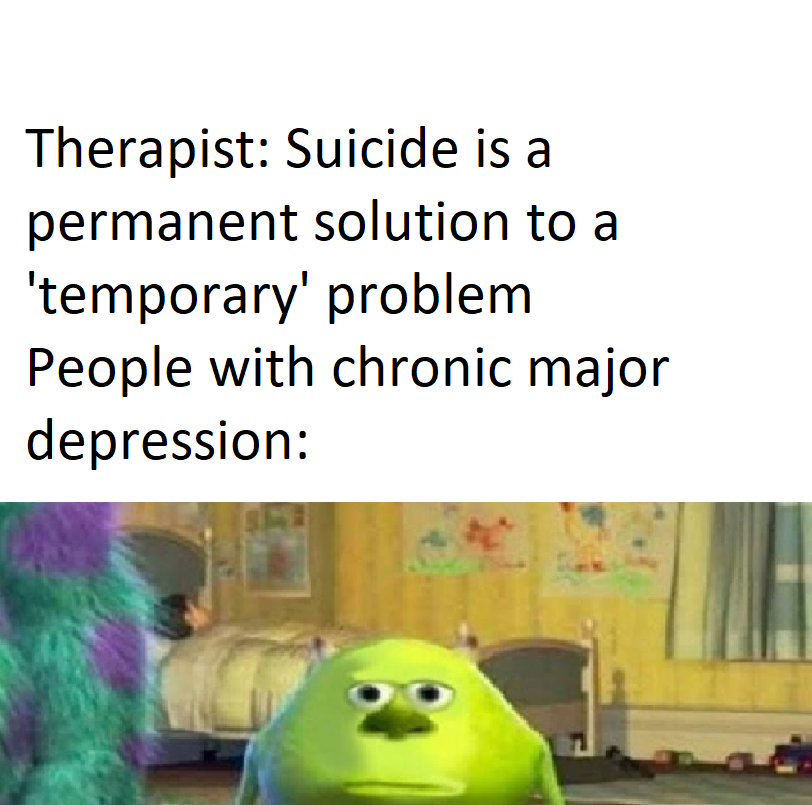 Therapist: Suicide is a
permanent solution to a
'temporary' problem
People with chronic major
depression: